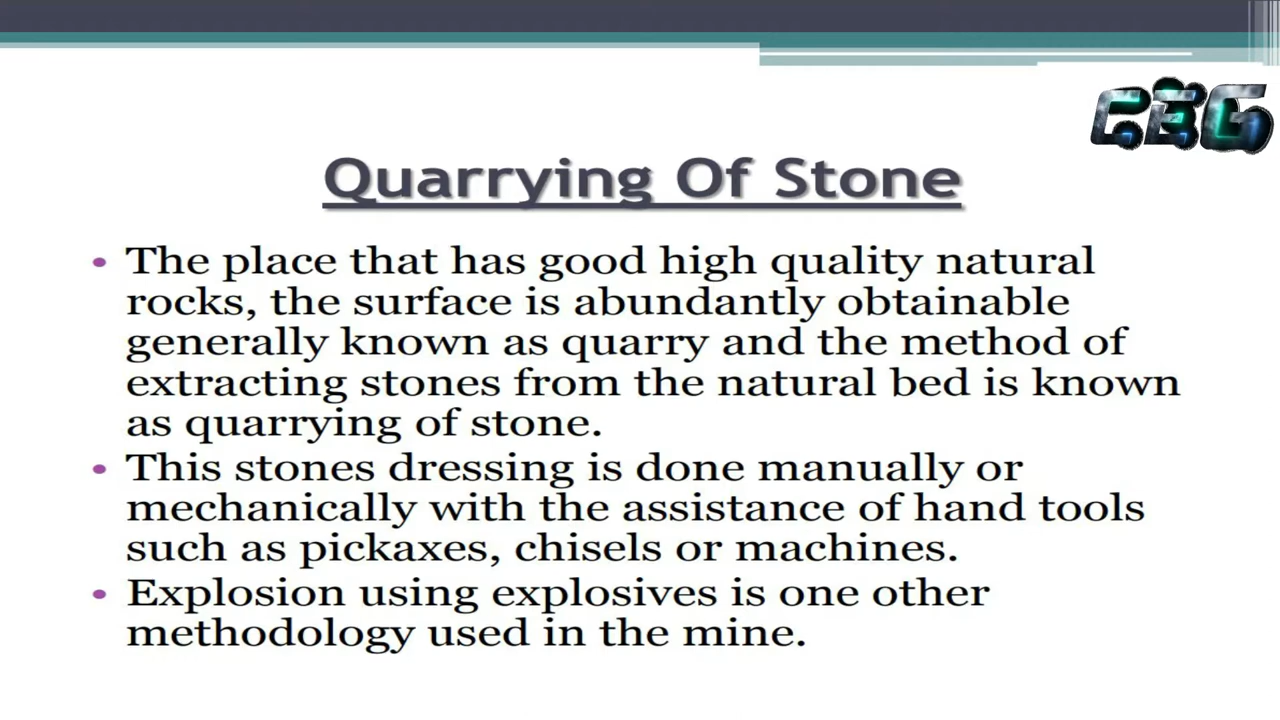 CEG
Quarrying Of Stone
• The place that has good high quality natural
rocks, the surface is abundantly obtainable
generally known as quarry and the method of
extracting stones from the natural bed is known
as quarrying of stone.
• This stones dressing is done manually or
mechanically with the assistance of hand tools
such as pickaxes, chisels or machines.
• Explosion using explosives is one other
methodology used in the mine.